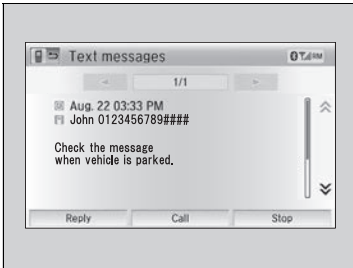 Text messages
1/1
Aug. 22 03:33 PM
John 0123456789####
Check the message
when vehicle is parked.
Reply Call Stop